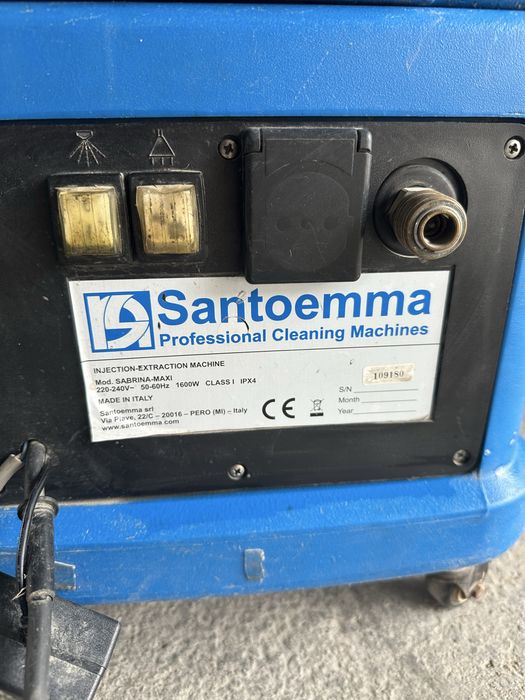 Santoemma
Professional Cleaning Machines
INJECTION-EXTRACTION MACHINE
Mod. SABRINA-MAXI
220-240V~ 50-60Hz 1600W CLASS I IPX4
MADE IN ITALY
Santoemma srl
Via Piave, 22/C – 20016 – PERO (MI) – Italy
www.santoemma.com
CE
109180
S/N
Month
Year